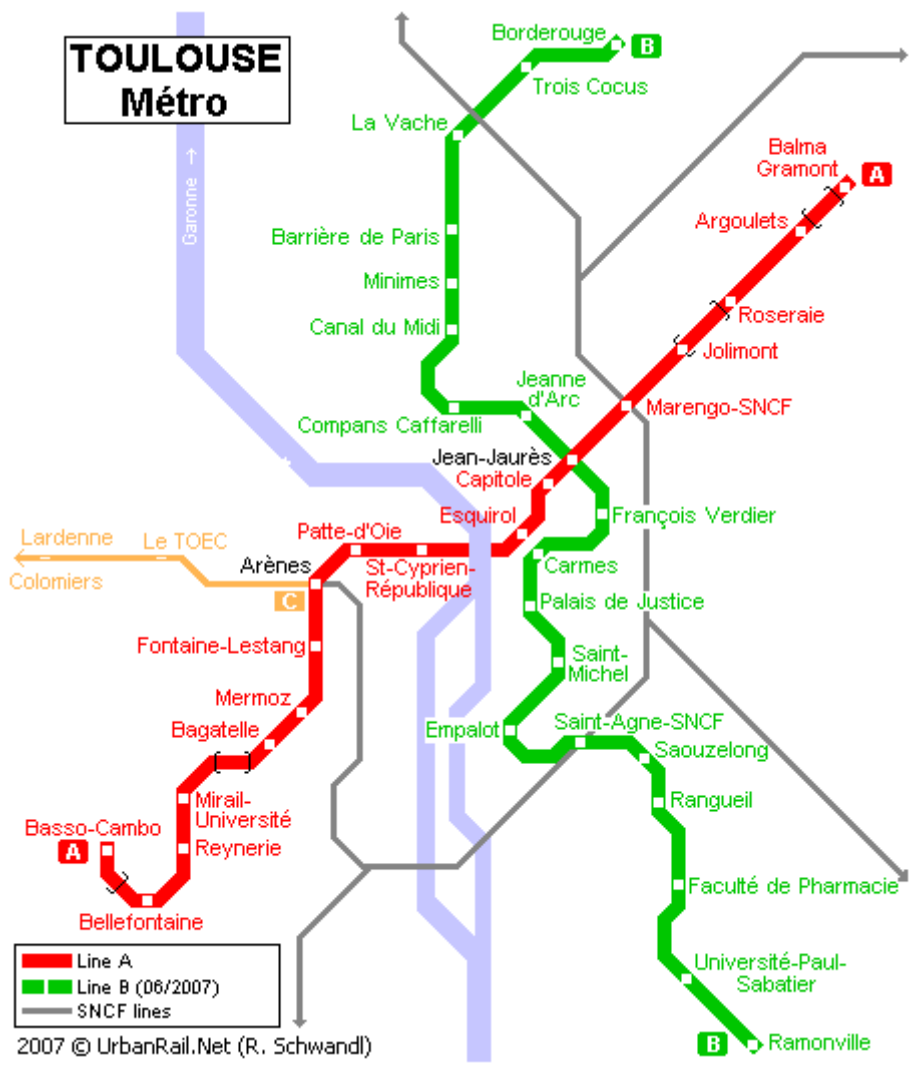 TOULOUSE
Métro
Garonne →
Borderouge
B
Trois Cocus
La Vache
Balma
Gramont
A
Argoulets
Barrière de Paris
Minimes
Roseraie
Canal du Midi
Jolimont
Jeanne
d'Arc
Marengo-SNCF
Compans Caffarelli
Jean-Jaurès
Capitole
François Verdier
Esquirol
Patte-d'Oie
Lardenne
Le TOEC
Arènes
St-Cyprien-
République
Carmes
Colomiers
C
Palais de Justice
Fontaine-Lestang
Saint-
Michel
Mermoz
Bagatelle
Empalot
Saint-Agne-SNCF
Saouzelong
Mirail-
Université
Rangueil
Basso-Cambo
A
Reynerie
Faculté de Pharmacie
Bellefontaine
Université-Paul-
Sabatier
Line A
Line B (06/2007)
SNCF lines
B
Ramonville
2007 © UrbanRail.Net (R. Schwandl)